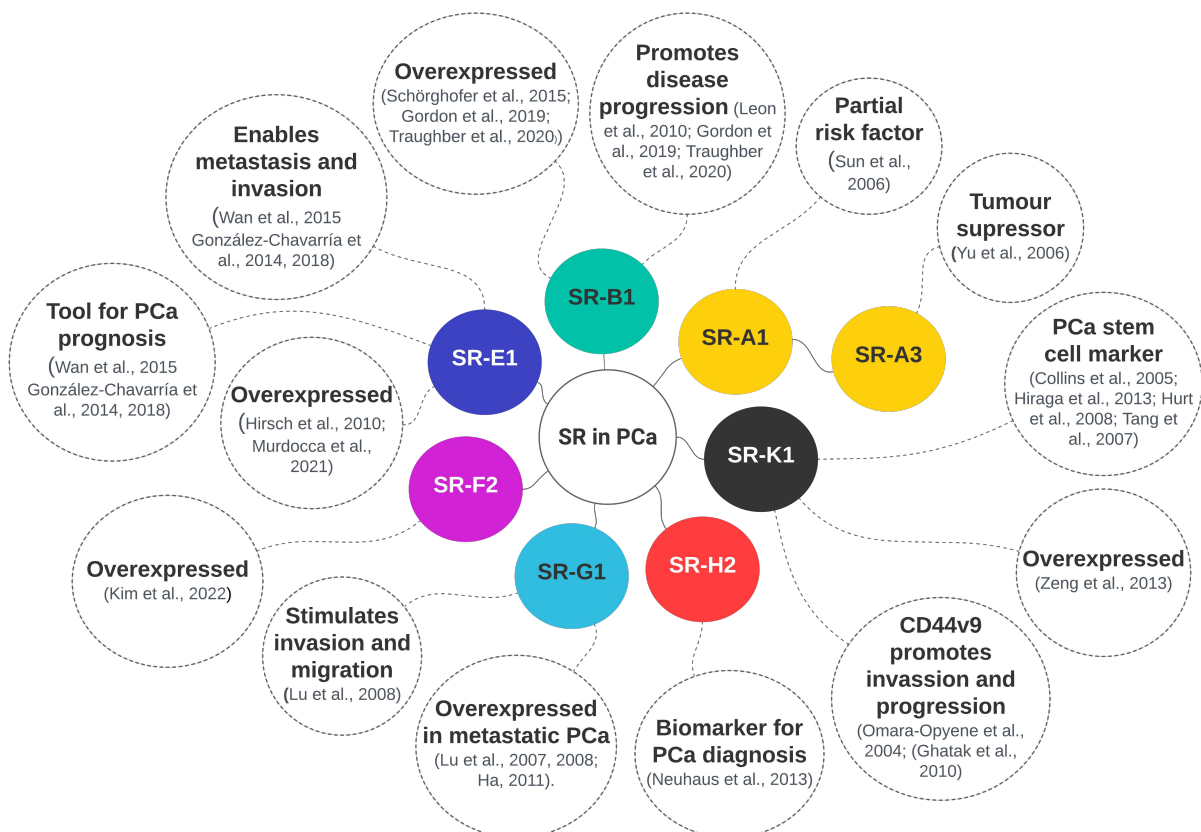 Overexpressed
(Schörghofer et al., 2015;
Gordon et al., 2019;
Traughber et al., 2020))
Promotes
disease
progression (Leon
et al., 2010; Gordon et
al., 2019; Traughber
et al., 2020)
Partial
risk factor
(Sun et al.,
2006)
Tumour
supressor
(Yu et al., 2006)
Enables
metastasis and
invasion
(Wan et al., 2015
González-Chavarría et
al., 2014, 2018)
Tool for PCa
prognosis
(Wan et al., 2015
González-Chavarría et
al., 2014, 2018)
Overexpressed
(Hirsch et al., 2010;
Murdocca et al.,
2021)
SR-B1
SR-A1
SR-A3
SR-E1
SR in PCa
SR-K1
SR-F2
SR-G1
SR-H2
PCa stem
cell marker
(Collins et al., 2005;
Hiraga et al., 2013; Hurt
et al., 2008; Tang et
al., 2007)
Overexpressed
(Zeng et al., 2013)
Overexpressed
(Kim et al., 2022)
Stimulates
invasion and
migration
(Lu et al., 2008)
Overexpressed
in metastatic PCa
(Lu et al., 2007, 2008;
Ha, 2011).
Biomarker for
PCa diagnosis
(Neuhaus et al., 2013)
CD44v9
promotes
invassion and
progression
(Omara-Opyene et al.,
2004; (Ghatak et al.,
2010)